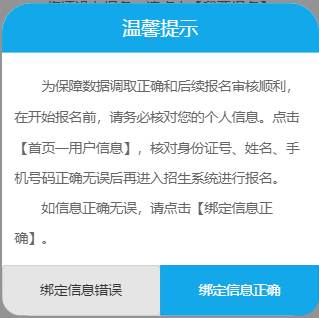 温馨提示
为保障数据调取正确和后续报名审核顺利，
在开始报名前，请务必核对您的个人信息。点击
【首页—用户信息】，核对身份证号、姓名、手
机号码正确无误后再进入招生系统进行报名。
如信息正确无误，请点击【绑定信息正
确】。
绑定信息错误
绑定信息正确